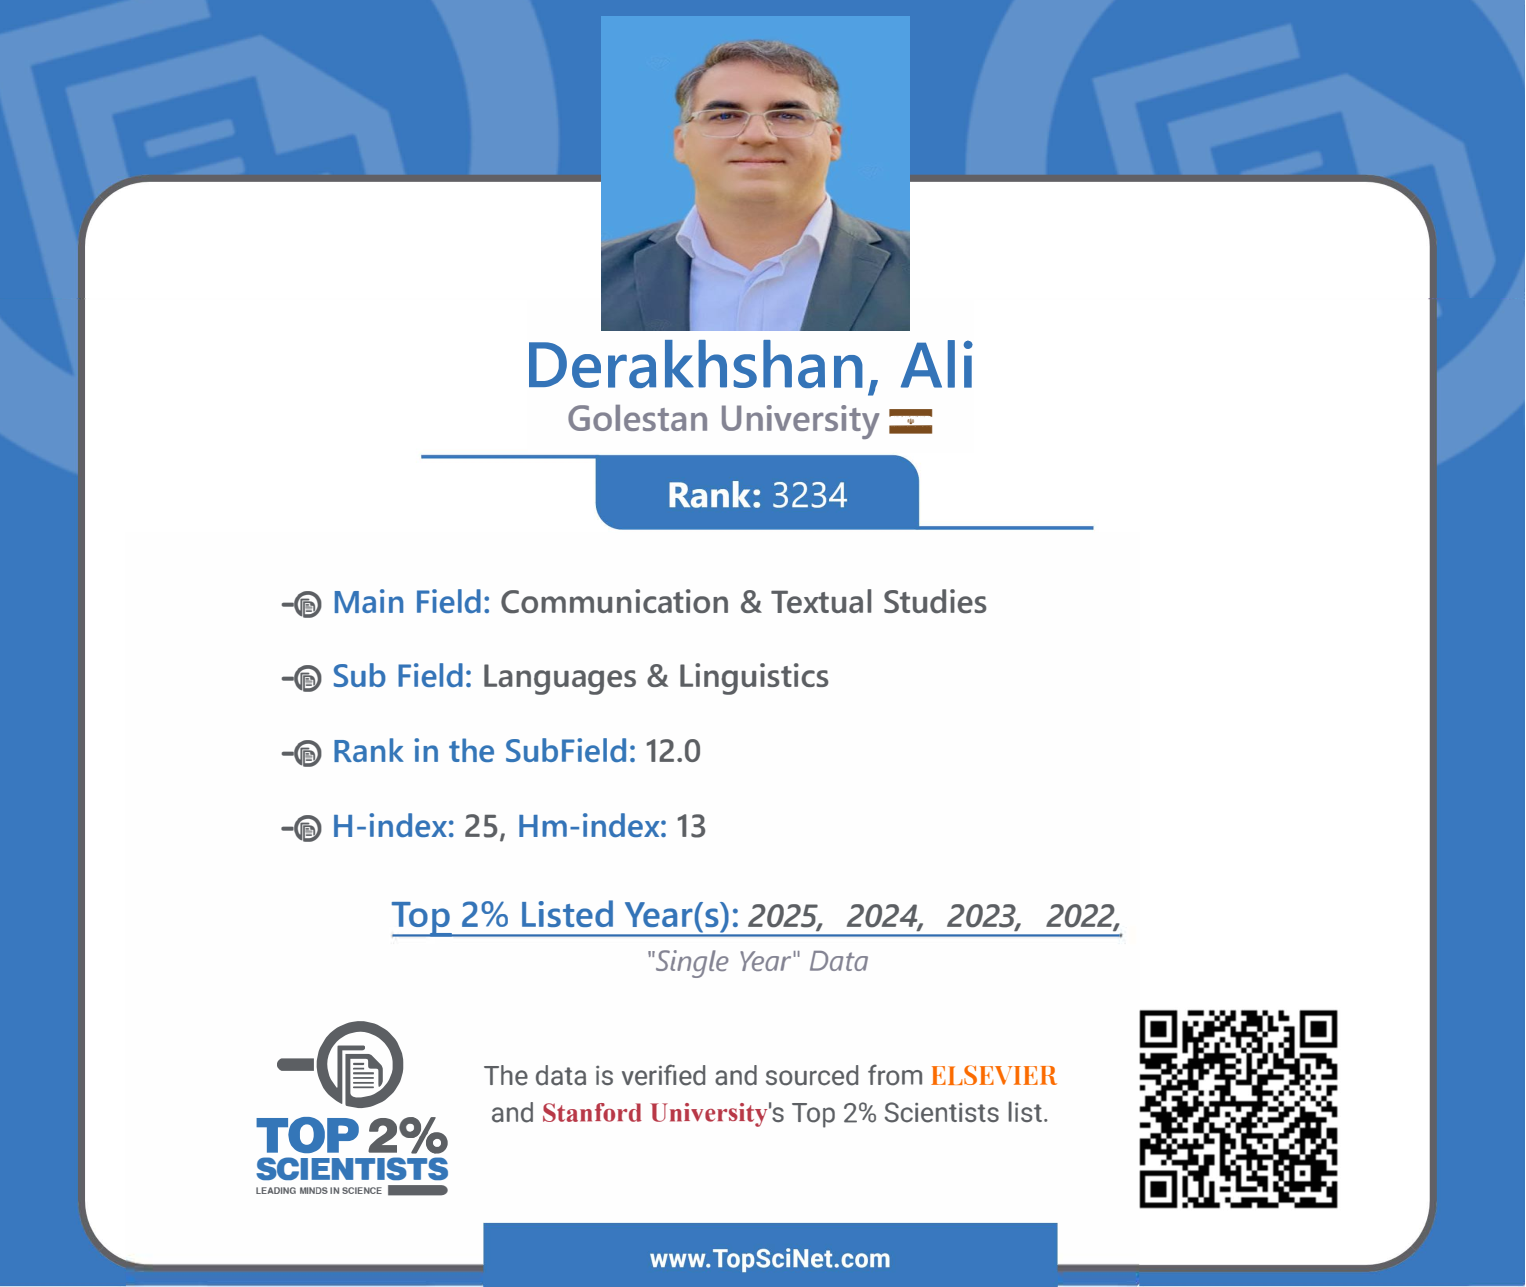 Derakhshan, Ali
Golestan University
Rank: 3234
Main Field: Communication & Textual Studies
Sub Field: Languages & Linguistics
Rank in the SubField: 12.0
H-index: 25, Hm-index: 13
Top 2% Listed Year(s): 2025, 2024, 2023, 2022,
"Single Year" Data
TOP 2%
SCIENTISTS
LEADING MINDS IN SCIENCE
The data is verified and sourced from ELSEVIER
and Stanford University's Top 2% Scientists list.
www.TopSciNet.com